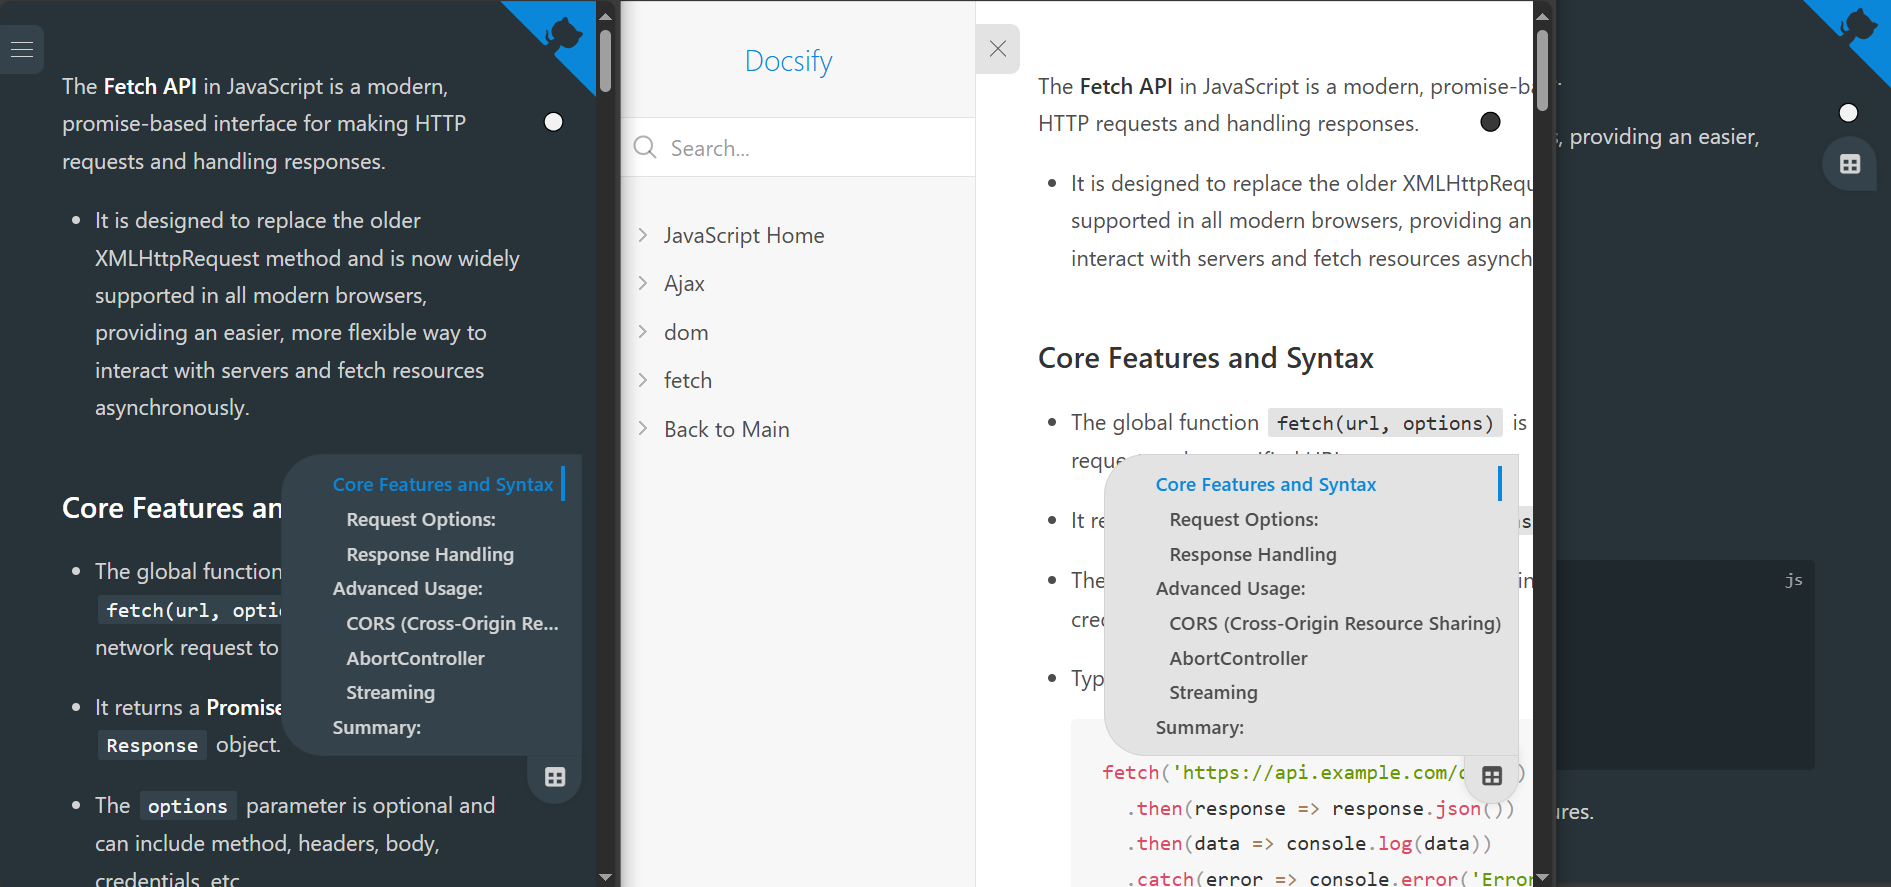 The Fetch API in JavaScript is a modern,
promise-based interface for making HTTP
requests and handling responses.
It is designed to replace the older
XMLHttpRequest method and is now widely
supported in all modern browsers,
providing an easier, more flexible way to
interact with servers and fetch resources
asynchronously.
Core Features an
The global function
fetch(url, optio
network request to
It returns a Promise
Response object.
The options parameter is optional and
can include method, headers, body,
credentials, etc
Core Features and Syntax
Request Options:
Response Handling
Advanced Usage:
CORS (Cross-Origin Re...
AbortController
Streaming
Summary:
Docsify
Search...
JavaScript Home
Ajax
dom
fetch
Back to Main
The Fetch API in JavaScript is a modern, promise-ba
HTTP requests and handling responses.
It is designed to replace the older XMLHttpRequ
supported in all modern browsers, providing an
interact with servers and fetch resources asynch
Core Features and Syntax
The global function fetch(url, options) is
reque
It re
The
cred
Typ
fetch('https://api.example.com/d
.then(response => response.json())
.then(data => console.log(data))
.catch(error => console.error('Error
Core Features and Syntax
Request Options:
Response Handling
Advanced Usage:
CORS (Cross-Origin Resource Sharing)
AbortController
Streaming
Summary:
, providing an easier,
js
ures.